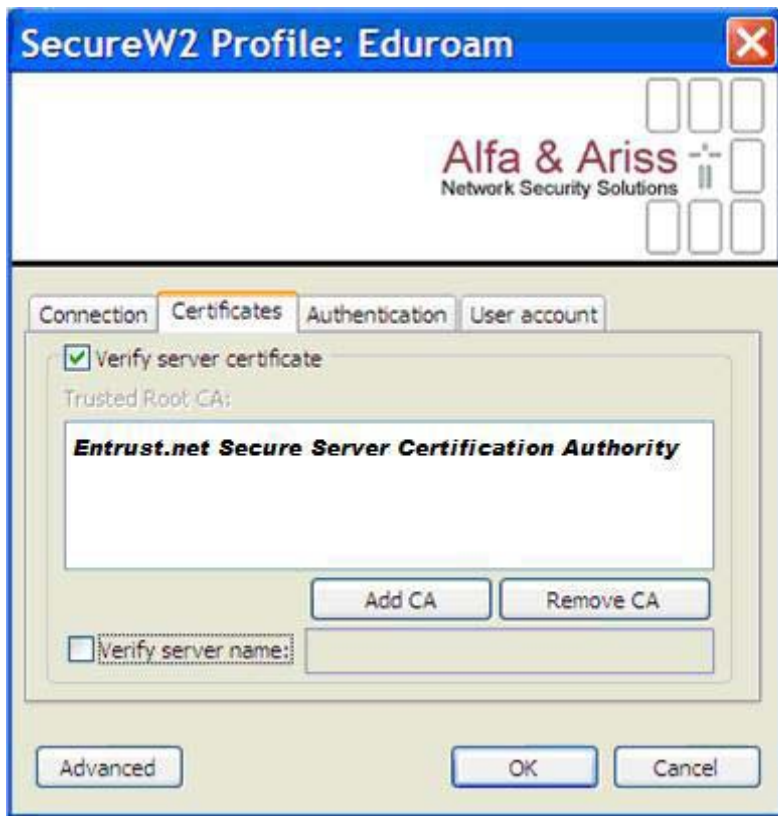 SecureW2 Profile: Eduroam
Alfa & Ariss
Network Security Solutions
Connection Certificates Authentication User account
Verify server certificate
Trusted Root CA:
Entrust.net Secure Server Certification Authority
Add CA Remove CA
Verify server name:
Advanced OK Cancel